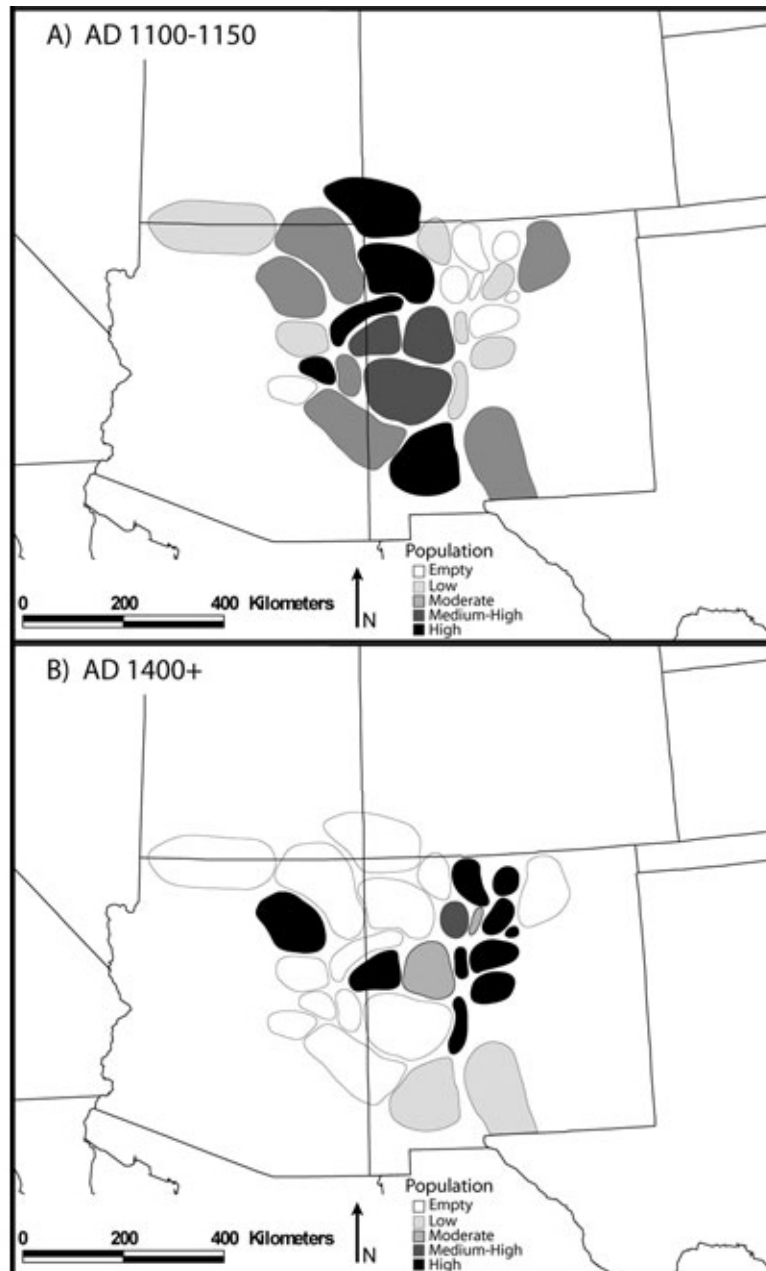 A) AD 1100-1150
Population
Empty
Low
Moderate
Medium-High
High
0 200 400 Kilometers
N
B) AD 1400+
Population
Empty
Low
Moderate
Medium-High
High
0 200 400 Kilometers
N